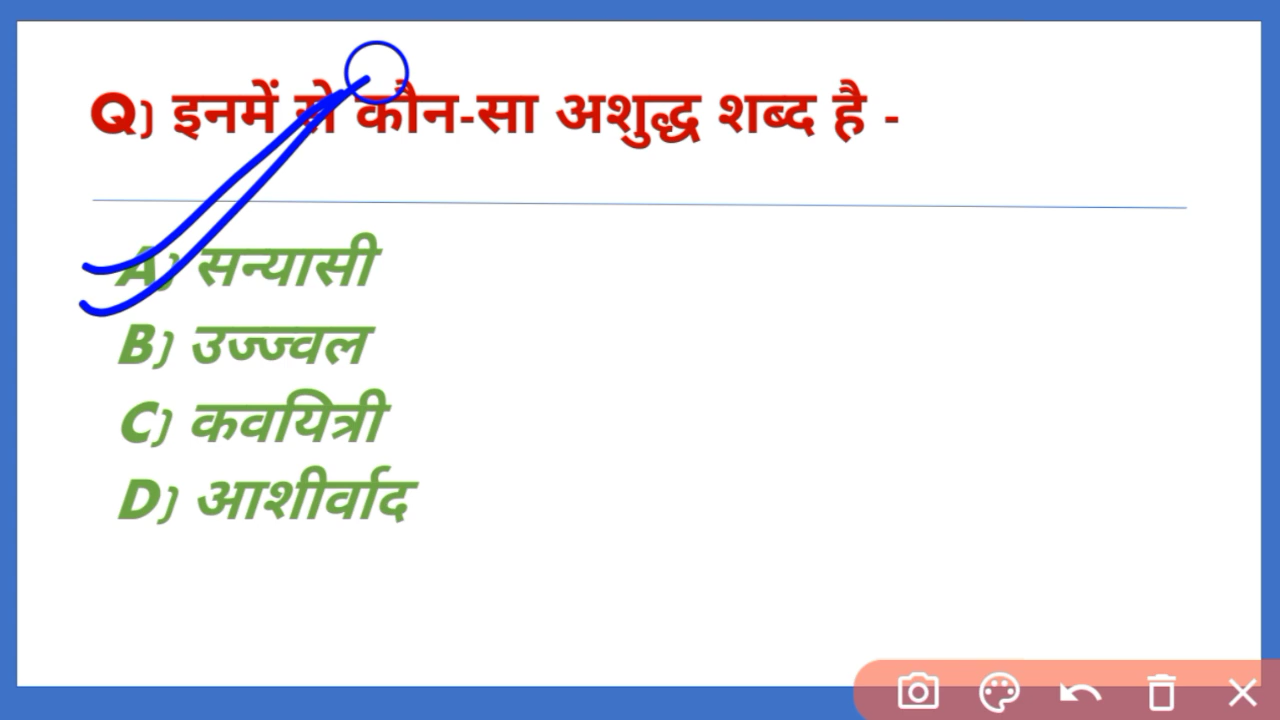 Q) इनमें से कौन-सा अशुद्ध शब्द है -
A) सन्यासी
B) उज्ज्वल
C) कवयित्री
D) आशीर्वाद